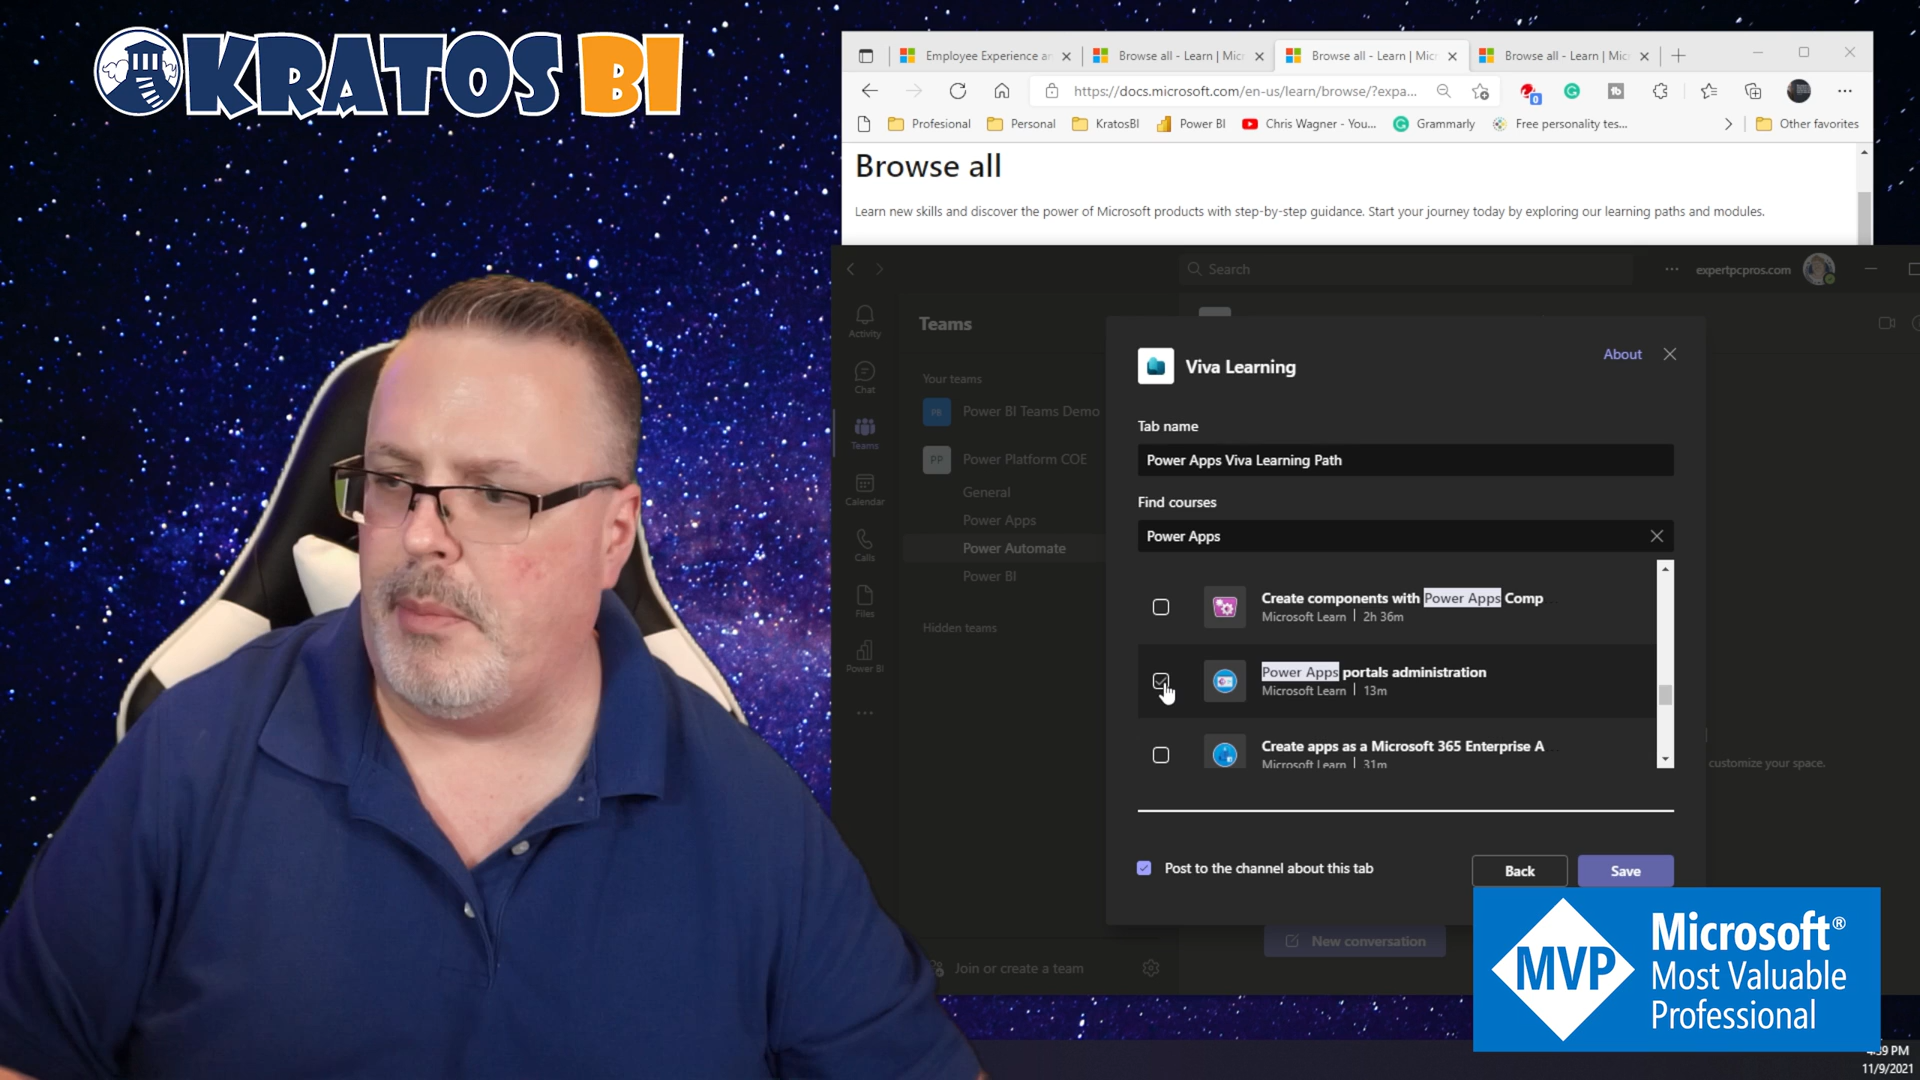 KRATOS BI
Employee Experience a
Browse all - Learn | Mic
Browse all - Learn | Mic
Browse all - Learn | Mic
https://docs.microsoft.com/en-us/learn/browse/?expa...
Profesional
Personal
KratosBI
Power BI
Chris Wagner - You...
Grammarly
Free personality tes...
Other favorites
Browse all
Learn new skills and discover the power of Microsoft products with step-by-step guidance. Start your journey today by exploring our learning paths and modules.
Search
expertpcpros.com
Activity
Chat
Teams
Calendar
Calls
Files
Power BI
Teams
Your teams
Power BI Teams Demo
PP
Power Platform COE
General
Power Apps
Power Automate
Power BI
Hidden teams
Join or create a team
Viva Learning
About
Tab name
Power Apps Viva Learning Path
Find courses
Power Apps
Create components with Power Apps Comp
Microsoft Learn | 2h 36m
Power Apps portals administration
Microsoft Learn | 13m
Create apps as a Microsoft 365 Enterprise A
Microsoft Learn | 31m
customize your space.
Post to the channel about this tab
Back
Save
New conversation
MVP
Microsoft®
Most Valuable
Professional
PM
11/9/2021